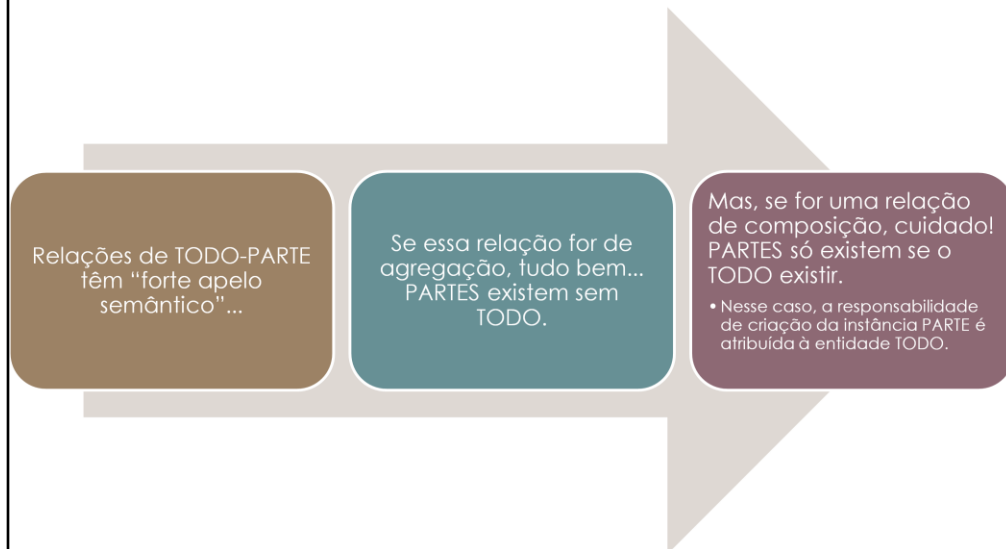 Relações de TODO-PARTE
têm “forte apelo
semântico”...
Se essa relação for de
agregação, tudo bem...
PARTES existem sem
TODO.
Mas, se for uma relação
de composição, cuidado!
PARTES só existem se o
TODO existir.
• Nesse caso, a responsabilidade
de criação da instância PARTE é
atribuída à entidade TODO.